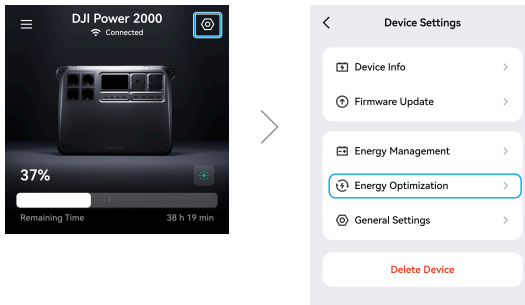 DJI Power 2000
Connected
37%
Remaining Time 38 h 19 min
Device Settings
Device Info
Firmware Update
Energy Management
Energy Optimization
General Settings
Delete Device